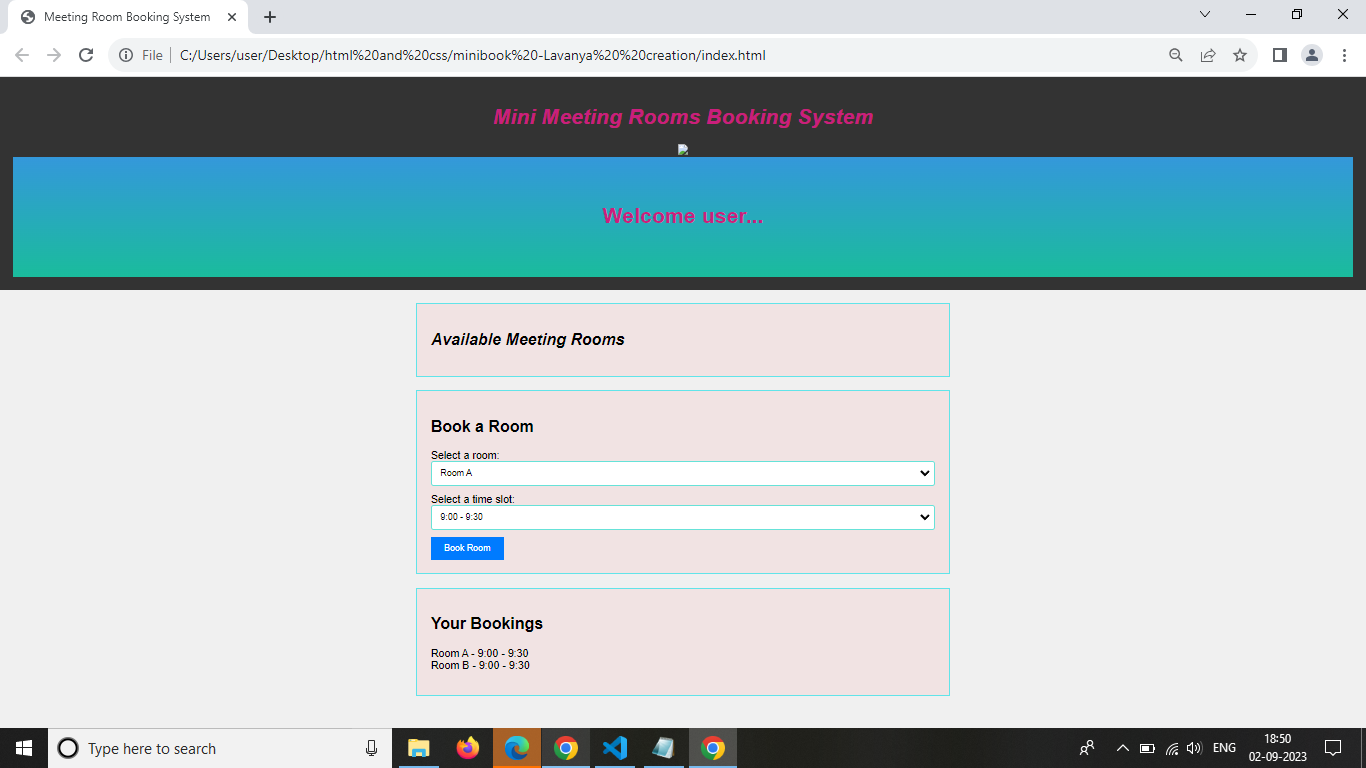 Meeting Room Booking System
File
C:/Users/user/Desktop/html%20and%20css/minibook%20-Lavanya%20%20creation/index.html
Mini Meeting Rooms Booking System
Welcome user...
Available Meeting Rooms
Book a Room
Select a room:
Room A
Select a time slot:
9:00 - 9:30
Book Room
Your Bookings
Room A - 9:00 - 9:30
Room B - 9:00 - 9:30
Type here to search
ENG
18:50
02-09-2023